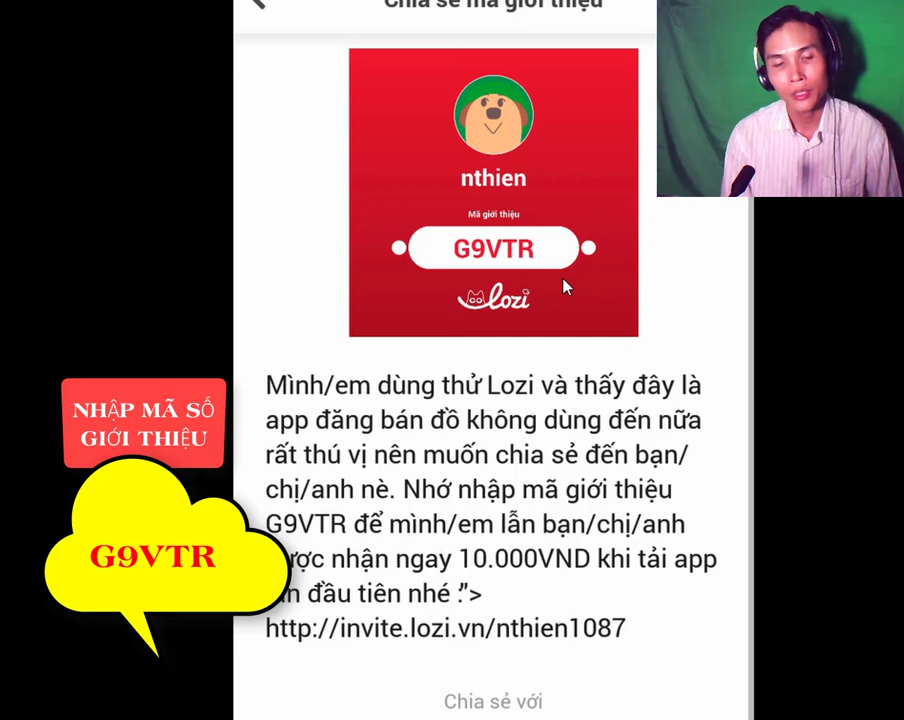 Chia sẻ mã giới thiệu
nthien
Mã giới thiệu
G9VTR
lozi
Mình/em dùng thử Lozi và thấy đây là
app đăng bán đồ không dùng đến nữa
rất thú vị nên muốn chia sẻ đến bạn/
chị/anh nè. Nhớ nhập mã giới thiệu
G9VTR để mình/em lẫn bạn/chị/anh
được nhận ngay 10.000VND khi tải app
lần đầu tiên nhé :">
http://invite.lozi.vn/nthien1087
Chia sẻ với
NHẬP MÃ SỐ
GIỚI THIỆU
G9VTR